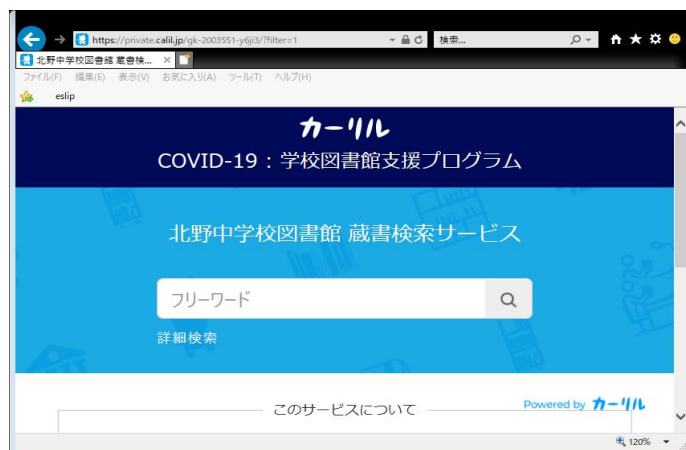 https://private.calil.jp/gk-2003551-y6ji3/?filter=1
検索...
北野中学校図書館 蔵書検...
ファイル(F) 編集(E) 表示(V) お気に入り(A) ツール(T) ヘルプ(H)
eslip
カーリル
COVID-19：学校図書館支援プログラム
北野中学校図書館 蔵書検索サービス
フリーワード
詳細検索
このサービスについて
Powered by カーリル
120%